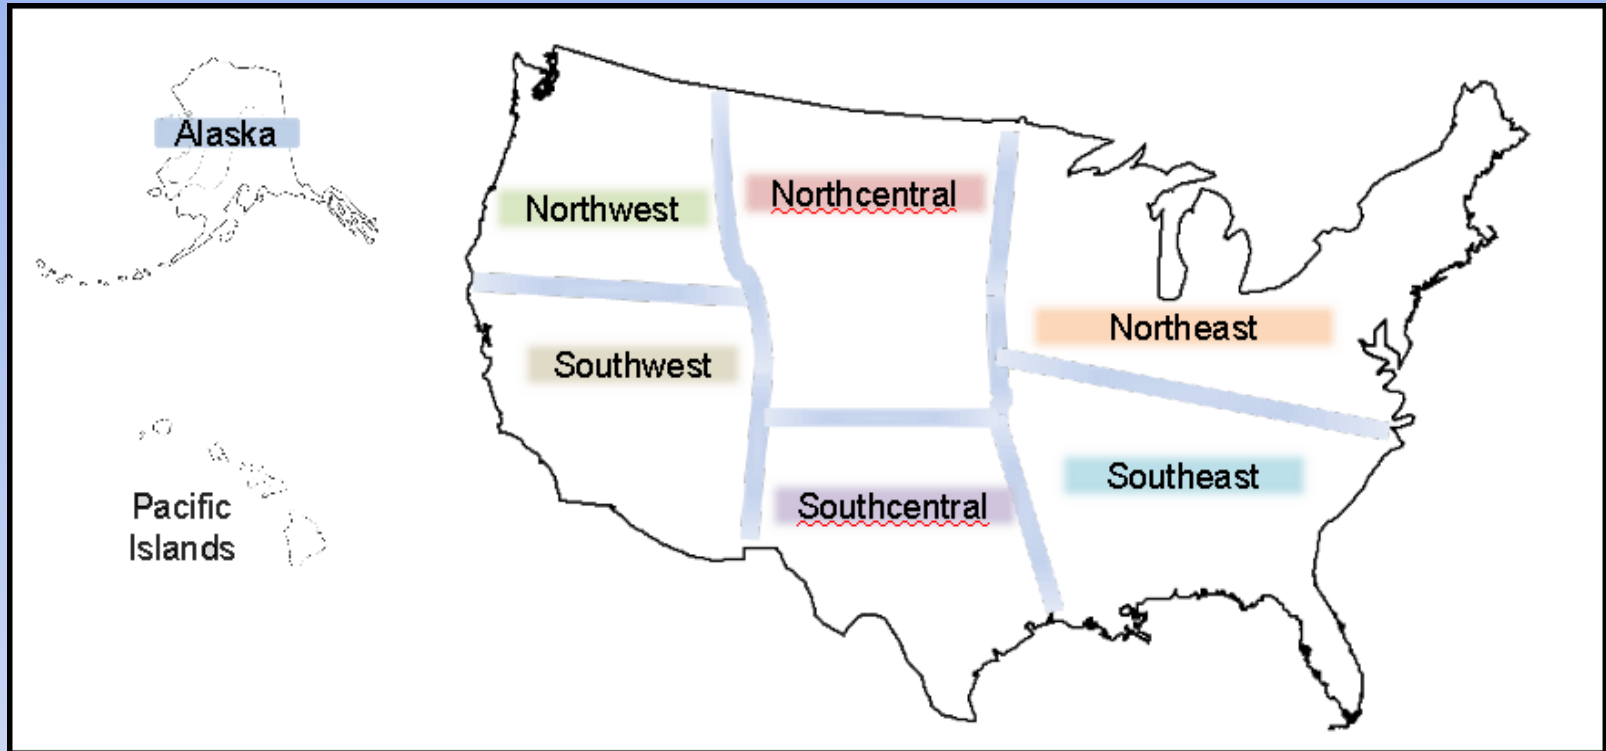 Alaska
Northwest
Northcentral
Northeast
Southwest
Southeast
Southcentral
Pacific
Islands